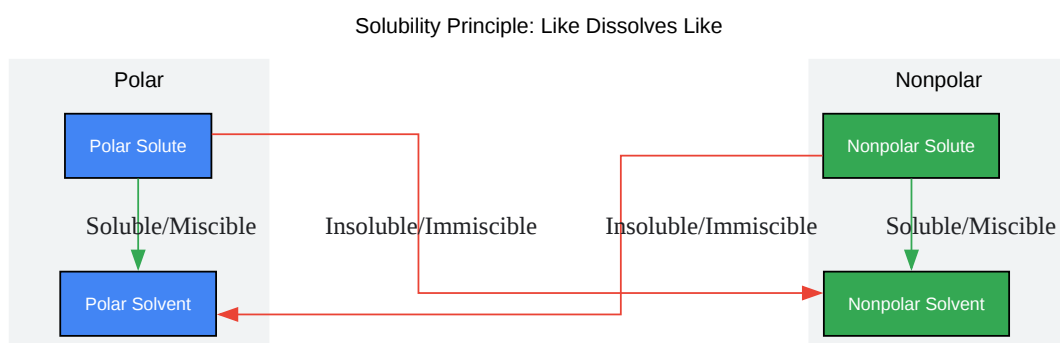 Solubility Principle: Like Dissolves Like
Polar
Nonpolar
Polar Solute
Nonpolar Solute
Soluble/Miscible
Insoluble/Immiscible
Insoluble/Immiscible
Soluble/Miscible
Polar Solvent
Nonpolar Solvent